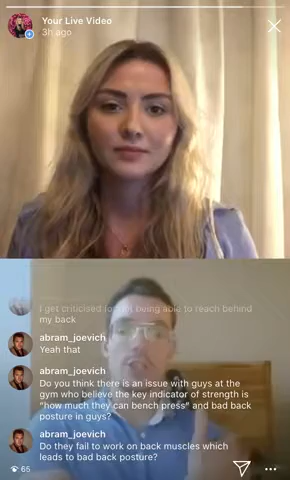 Your Live Video
3h ago
I get criticised for not being able to reach behind
my back
abram_joevich
Yeah that
abram_joevich
Do you think there is an issue with guys at the
gym who believe the key indicator of strength is
"how much they can bench press" and bad back
posture in guys?
abram_joevich
Do they fail to work on back muscles which
leads to bad back posture?
65